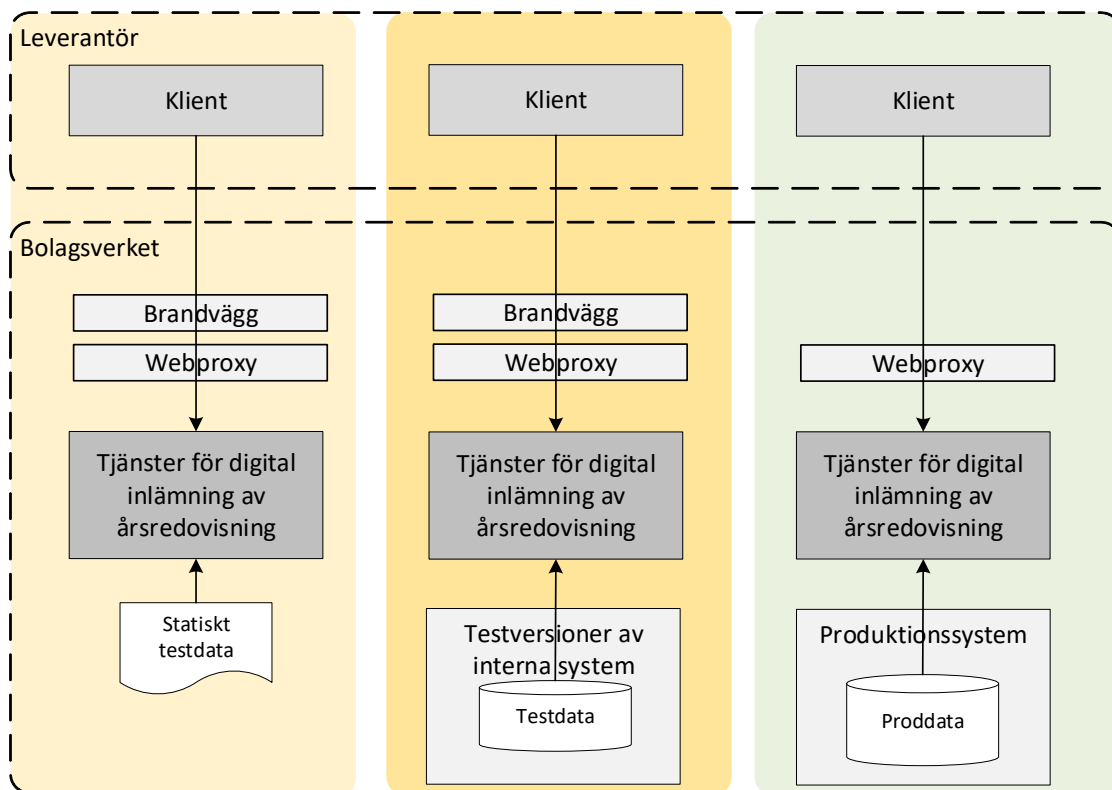 Leverantör
Klient
Klient
Klient
Bolagsverket
Brandvägg
Brandvägg
Webproxy
Webproxy
Webproxy
Tjänster för digital
inlämning av
årsredovisning
Tjänster för digital
inlämning av
årsredovisning
Tjänster för digital
inlämning av
årsredovisning
Statiskt
testdata
Testversioner av
interna system
Testdata
Produktionssystem
Proddata